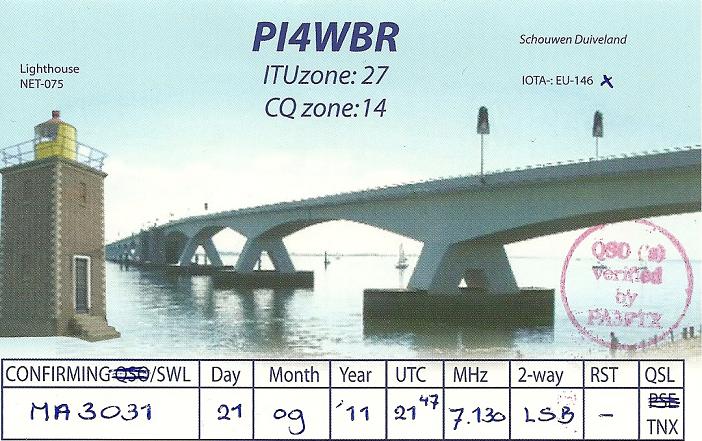 PI4WBR
ITUzone: 27
CQ zone:14
Schouwen Duiveland
IOTA-: EU-146 x
Lighthouse
NET-075
QSO ('s)
Verified
by
PA3FTX
CONFIRMING QSO/SWL Day Month Year UTC MHz 2-way RST QSL
PSE
MA3031 21 09 '11 21 47 7.130 LSB - TNX